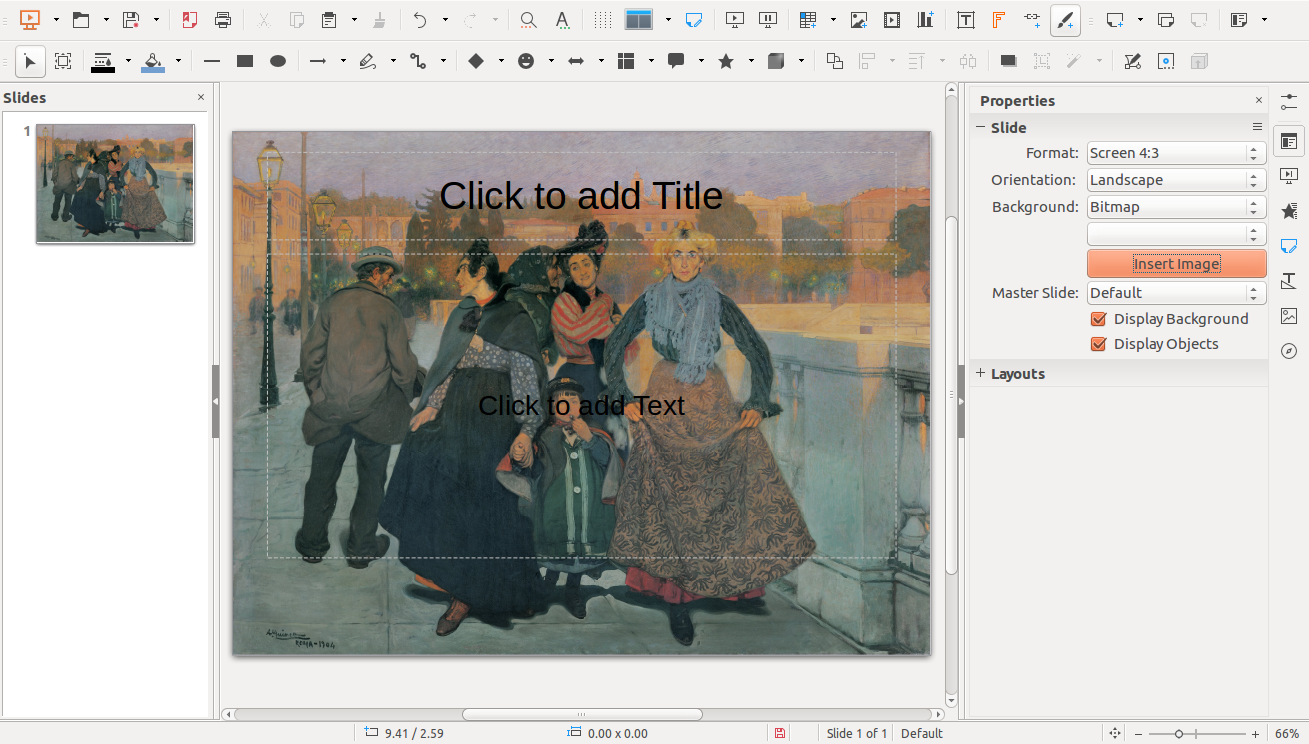 Slides
1
Click to add Title
Click to add Text
ROMA-1904
Properties
Slide
Format: Screen 4:3
Orientation: Landscape
Background: Bitmap
Insert Image
Master Slide: Default
Display Background
Display Objects
Layouts
9.41 / 2.59
0.00 x 0.00
Slide 1 of 1
Default
66%